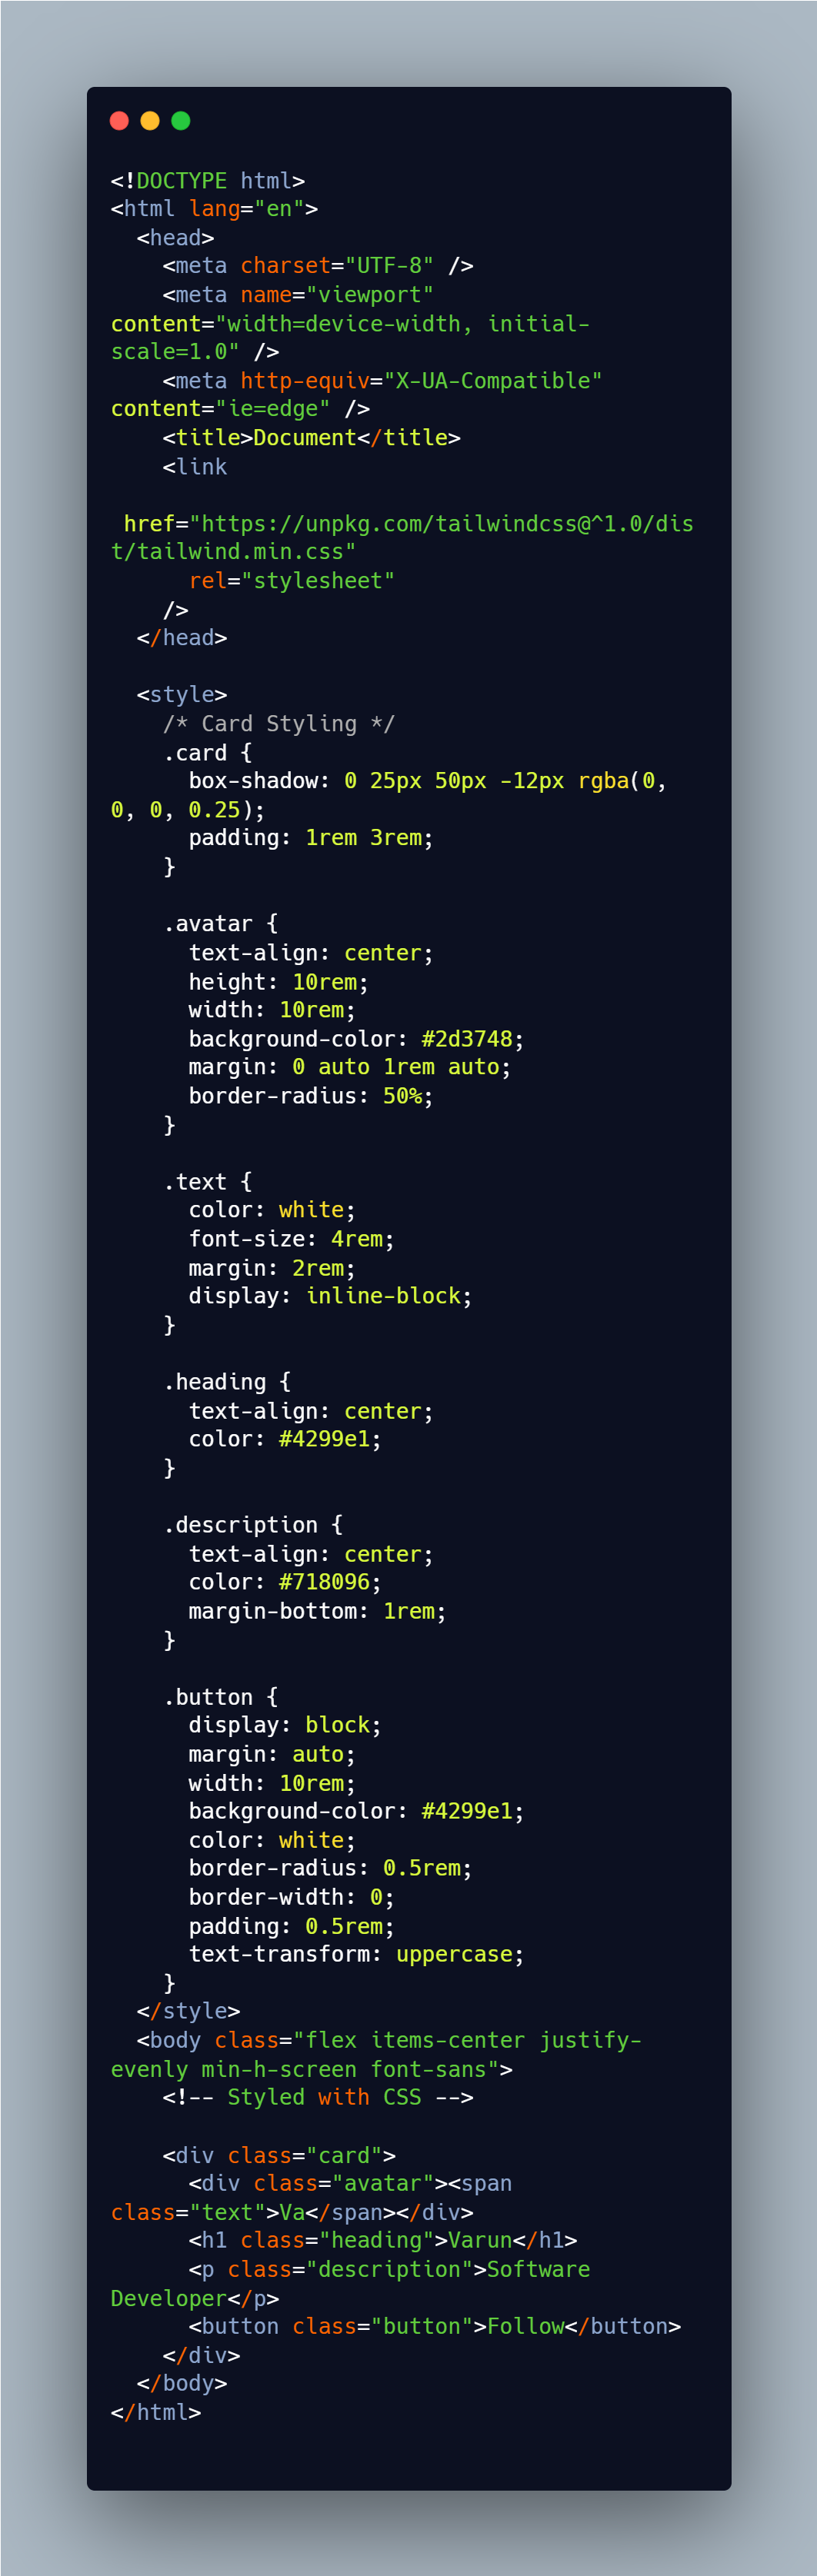 <!DOCTYPE html>
<html lang="en">
  <head>
    <meta charset="UTF-8" />
    <meta name="viewport"
content="width=device-width, initial-
scale=1.0" />
    <meta http-equiv="X-UA-Compatible"
content="ie=edge" />
    <title>Document</title>
    <link

 href="https://unpkg.com/tailwindcss@^1.0/dis
t/tailwind.min.css"
      rel="stylesheet"
    />
  </head>

  <style>
    /* Card Styling */
    .card {
      box-shadow: 0 25px 50px -12px rgba(0,
0, 0, 0.25);
      padding: 1rem 3rem;
    }

    .avatar {
      text-align: center;
      height: 10rem;
      width: 10rem;
      background-color: #2d3748;
      margin: 0 auto 1rem auto;
      border-radius: 50%;
    }

    .text {
      color: white;
      font-size: 4rem;
      margin: 2rem;
      display: inline-block;
    }

    .heading {
      text-align: center;
      color: #4299e1;
    }

    .description {
      text-align: center;
      color: #718096;
      margin-bottom: 1rem;
    }

    .button {
      display: block;
      margin: auto;
      width: 10rem;
      background-color: #4299e1;
      color: white;
      border-radius: 0.5rem;
      border-width: 0;
      padding: 0.5rem;
      text-transform: uppercase;
    }
  </style>
  <body class="flex items-center justify-
evenly min-h-screen font-sans">
    <!-- Styled with CSS -->

    <div class="card">
      <div class="avatar"><span
class="text">Va</span></div>
      <h1 class="heading">Varun</h1>
      <p class="description">Software
Developer</p>
      <button class="button">Follow</button>
    </div>
  </body>
</html>